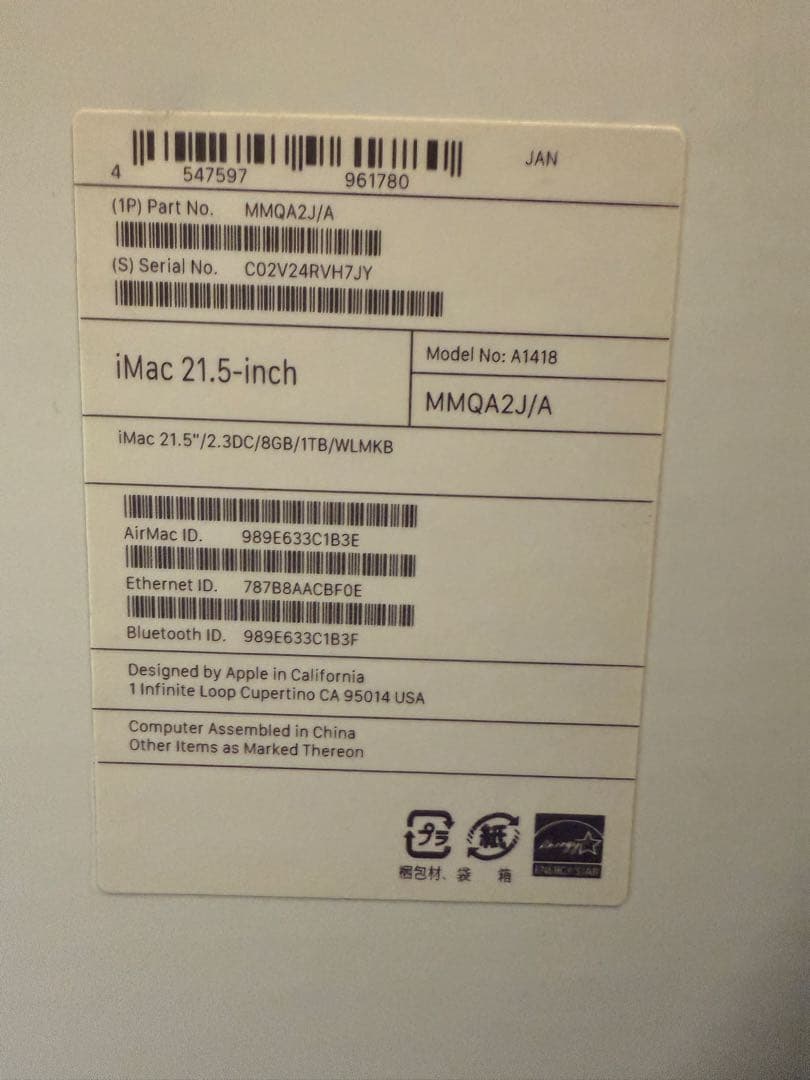 4 547597 961780 JAN
(1P) Part No. MMQA2J/A
(S) Serial No. C02V24RVH7JY
iMac 21.5-inch
Model No: A1418
MMQA2J/A
iMac 21.5"/2.3DC/8GB/1TB/WLMKB
AirMac ID. 989E633C1B3E
Ethernet ID. 787B8AACBF0E
Bluetooth ID. 989E633C1B3F
Designed by Apple in California
1 Infinite Loop Cupertino CA 95014 USA
Computer Assembled in China
Other Items as Marked Thereon
プラ 紙 energy
ENERGY STAR
梱包材、袋 箱